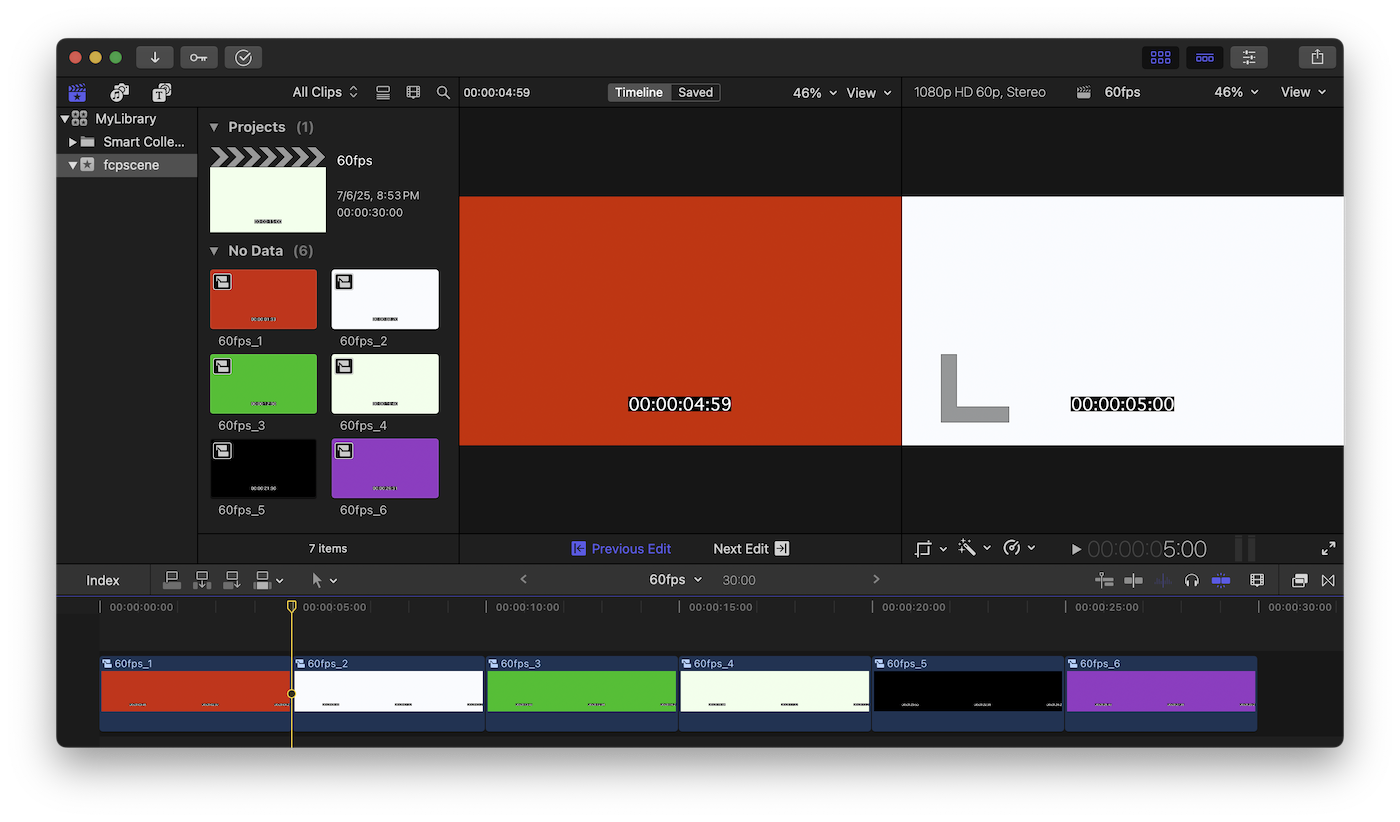 All Clips
00:00:04:59
Timeline Saved
46% View
1080p HD 60p, Stereo
60fps
46% View
MyLibrary
Smart Colle...
fcpscene
Projects (1)
60fps
7/6/25, 8:53 PM
00:00:30:00
No Data (6)
60fps_1 60fps_2
60fps_3 60fps_4
60fps_5 60fps_6
7 items
00:00:04:59
Previous Edit Next Edit
00:00:05:00
00:00:05:00
Index
60fps 30:00
00:00:00:00 00:00:05:00 00:00:10:00 00:00:15:00 00:00:20:00 00:00:25:00 00:00:30:00
60fps_1 60fps_2 60fps_3 60fps_4 60fps_5 60fps_6